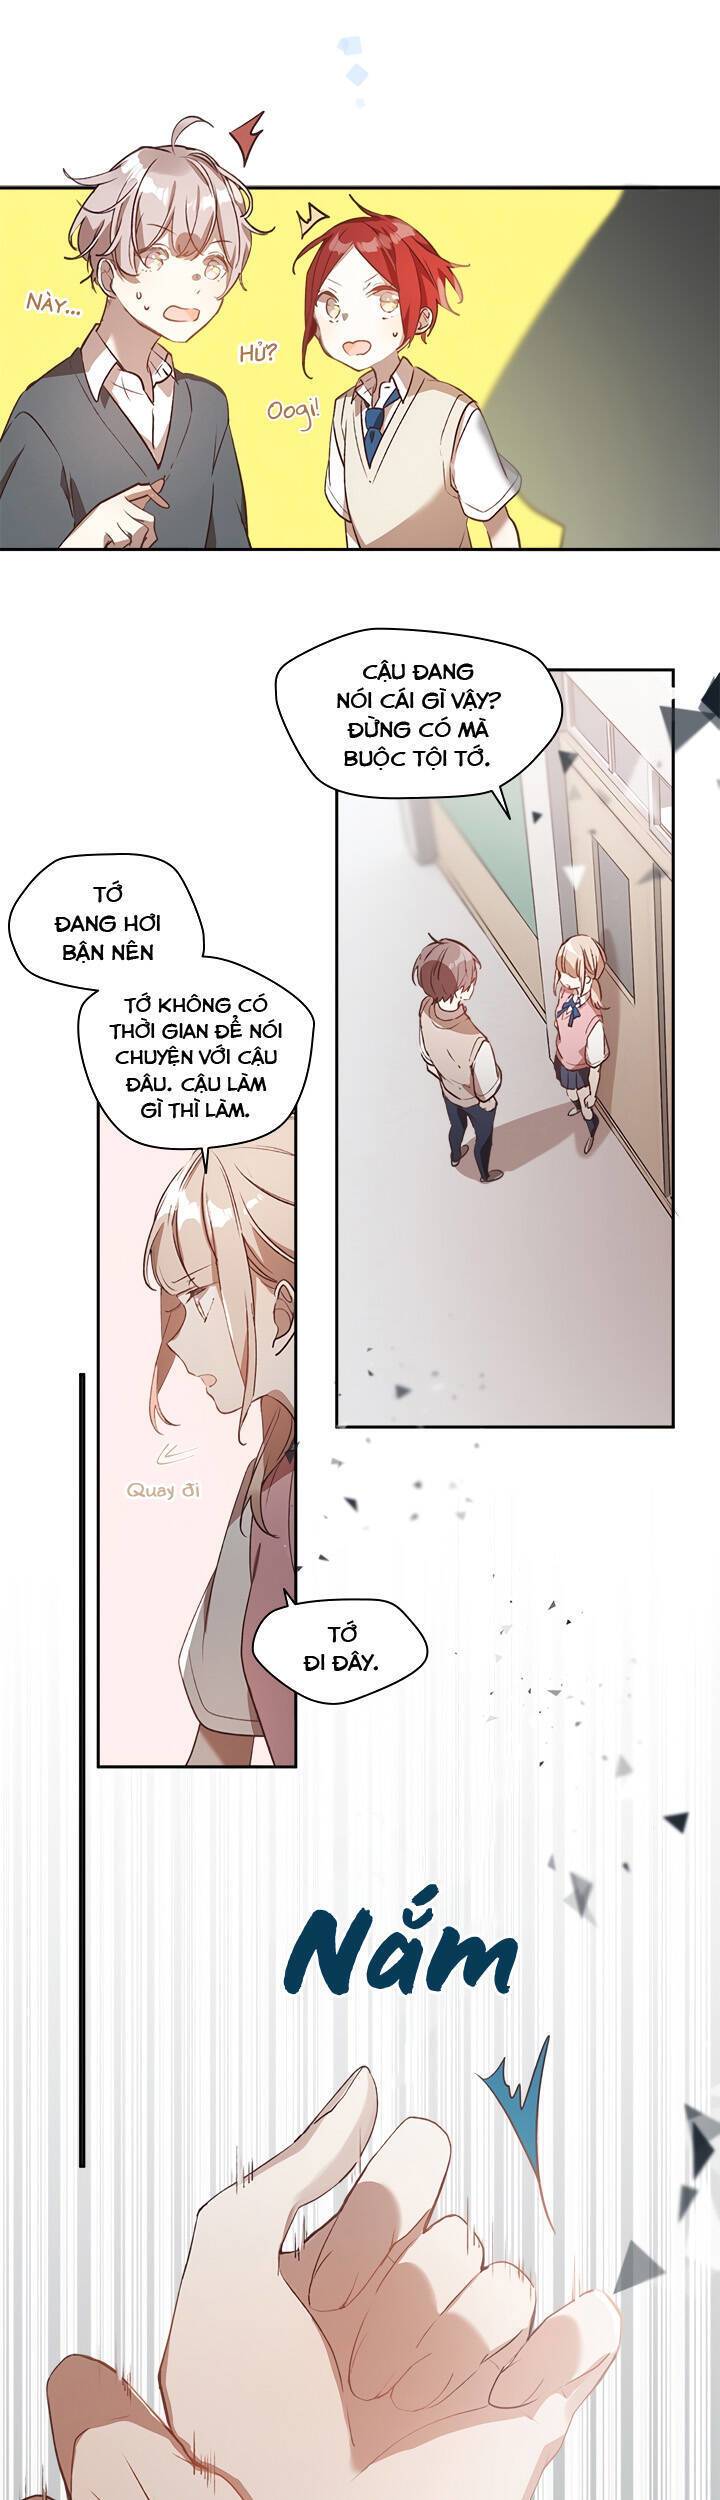 NÀY...
HỬ?
Oogi!
CẬU ĐANG
NÓI CÁI GÌ VẬY?
ĐỪNG CÓ MÀ
BUỘC TỘI TỚ.
TỚ
ĐANG HƠI
BẬN NÊN
TỚ KHÔNG CÓ
THỜI GIAN ĐỂ NÓI
CHUYỆN VỚI CẬU
ĐÂU. CẬU LÀM
GÌ THÌ LÀM.
Quay đi
TỚ
ĐI ĐÂY.
Nắm